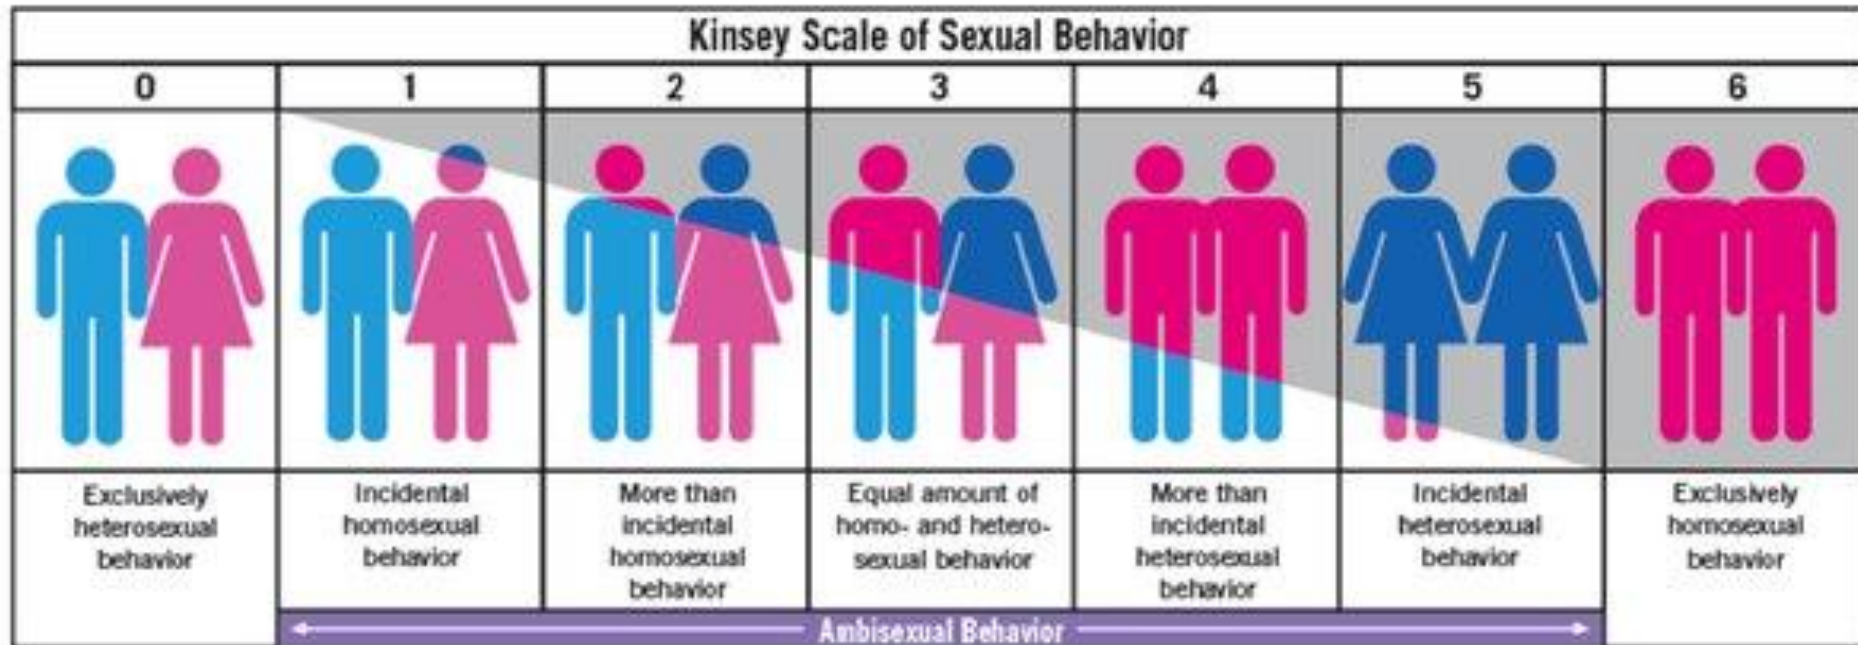 Kinsey Scale of Sexual Behavior
0 1 2 3 4 5 6
Exclusively
heterosexual
behavior
Incidental
homosexual
behavior
More than
incidental
homosexual
behavior
Equal amount of
homo- and hetero-
sexual behavior
More than
incidental
heterosexual
behavior
Incidental
heterosexual
behavior
Exclusively
homosexual
behavior
Ambisexual Behavior